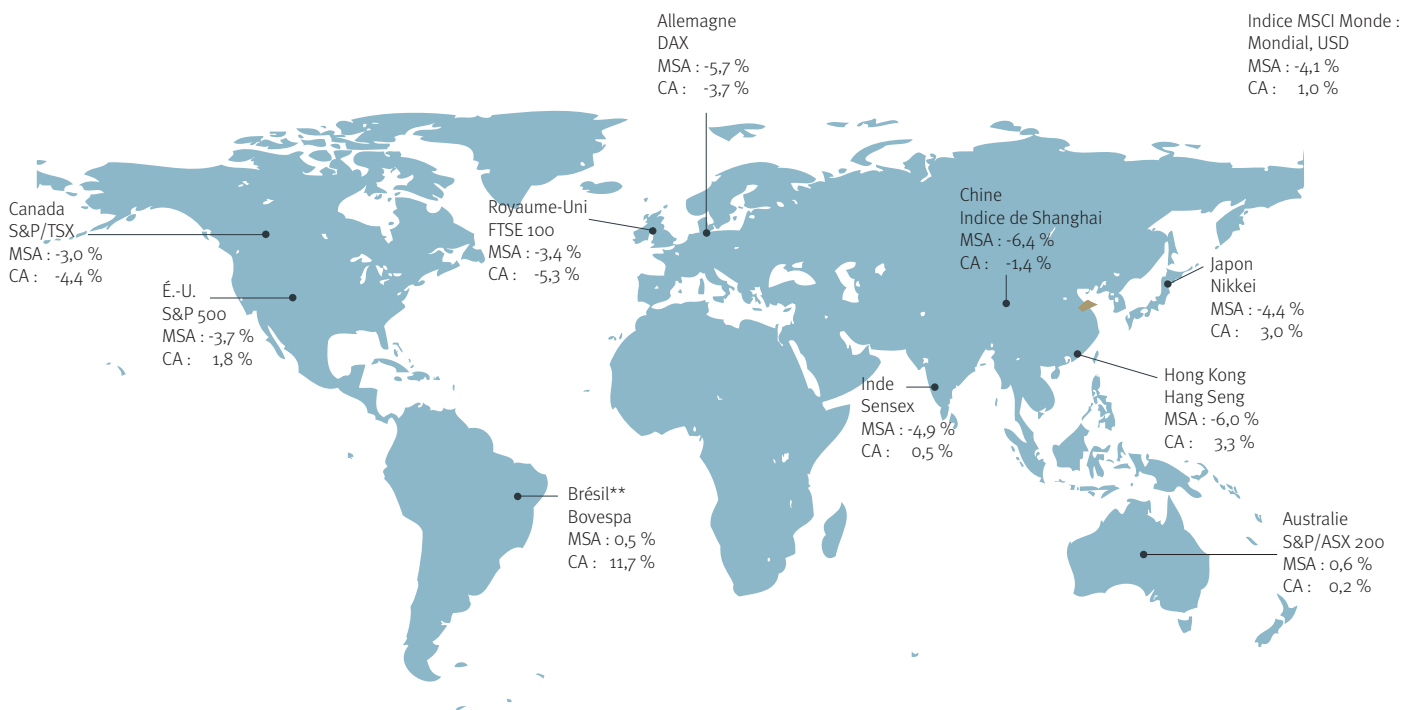 Allemagne
DAX
MSA : -5,7 %
CA : -3,7 %
Indice MSCI Monde :
Mondial, USD
MSA : -4,1 %
CA : 1,0 %
Canada
S&P/TSX
MSA : -3,0 %
CA : -4,4 %
É.-U.
S&P 500
MSA : -3,7 %
CA : 1,8 %
Royaume-Uni
FTSE 100
MSA : -3,4 %
CA : -5,3 %
Chine
Indice de Shanghai
MSA : -6,4 %
CA : -1,4 %
Japon
Nikkei
MSA : -4,4 %
CA : 3,0 %
Hong Kong
Hang Seng
MSA : -6,0 %
CA : 3,3 %
Inde
Sensex
MSA : -4,9 %
CA : 0,5 %
Brésil**
Bovespa
MSA : 0,5 %
CA : 11,7 %
Australie
S&P/ASX 200
MSA : 0,6 %
CA : 0,2 %